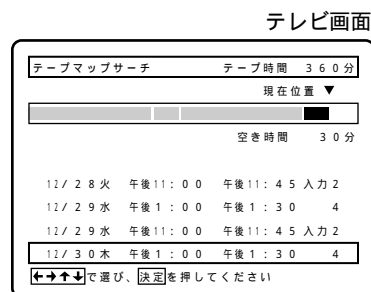 テレビ画面
テープマップサーチ テープ時間 360分
現在位置 ▼
空き時間 30分
12/28火 午後11:00 午後11:45 入力2
12/29水 午後1:00 午後1:30 4
12/29水 午後11:00 午後11:45 入力2
12/30木 午後1:00 午後1:30 4
←→↑↓で選び、決定を押してください